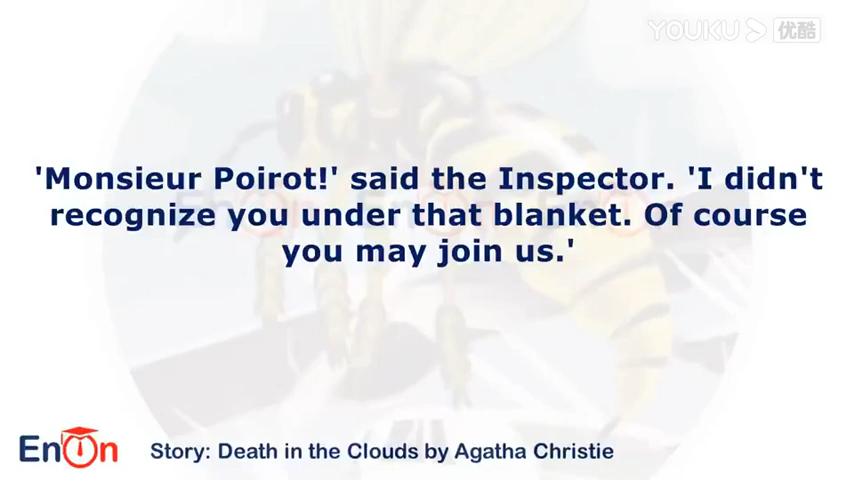 YOUKU 优酷
'Monsieur Poirot!' said the Inspector. 'I didn't
recognize you under that blanket. Of course
you may join us.'
EnOn
Story: Death in the Clouds by Agatha Christie